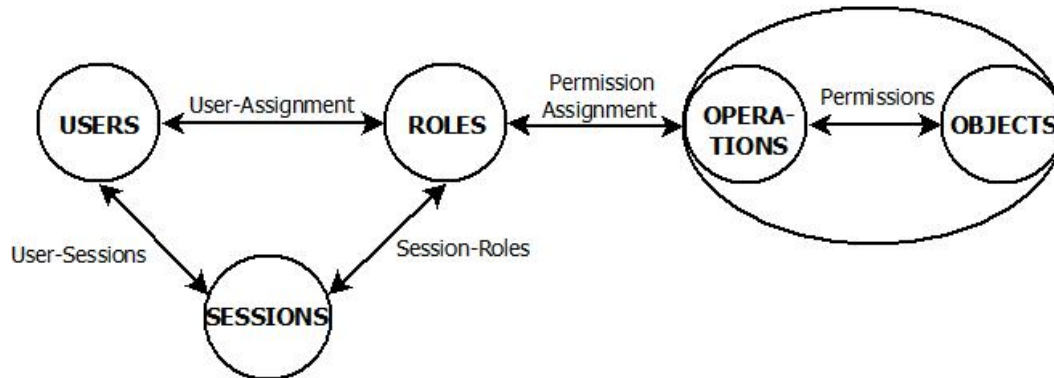 USERS
User-Assignment
ROLES
Permission
Assignment
OPERA-
TIONS
Permissions
OBJECTS
User-Sessions
Session-Roles
SESSIONS